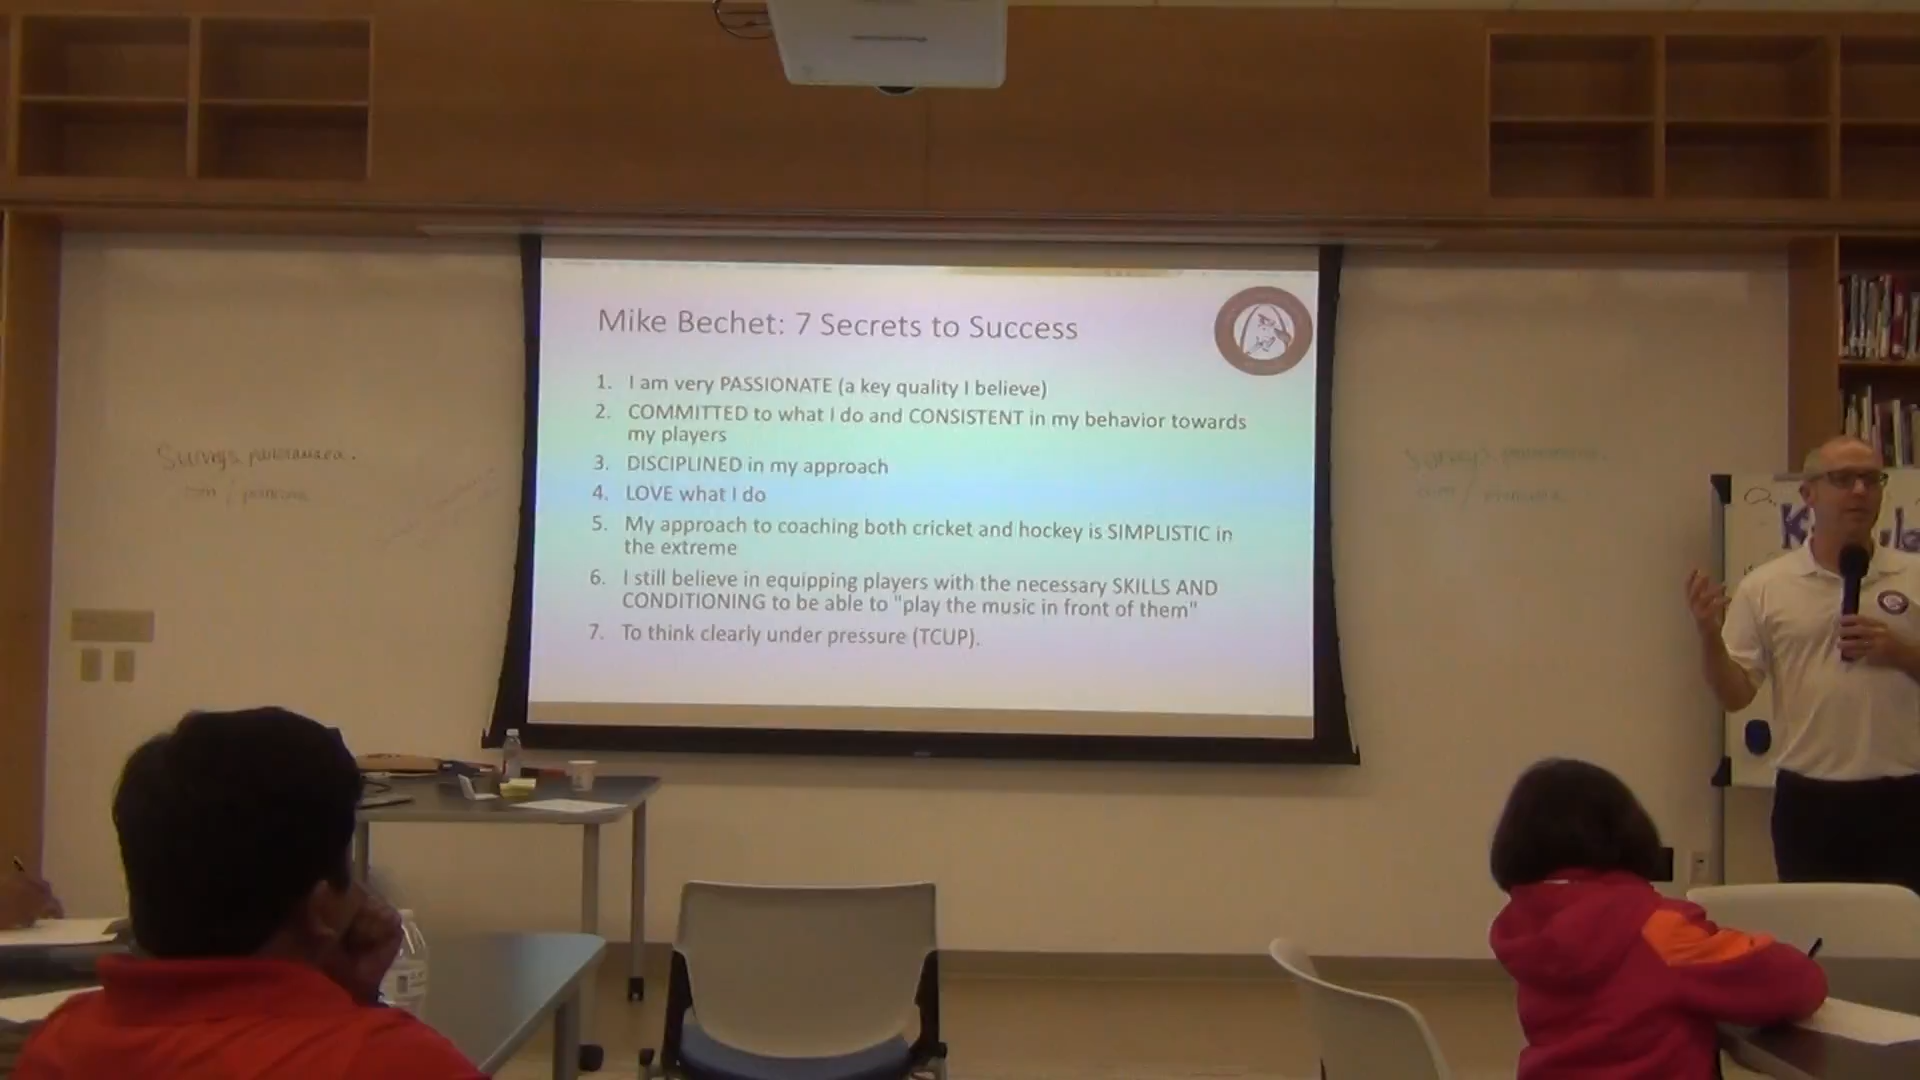 Mike Bechet: 7 Secrets to Success
1. I am very PASSIONATE (a key quality I believe)
2. COMMITTED to what I do and CONSISTENT in my behavior towards
my players
3. DISCIPLINED in my approach
4. LOVE what I do
5. My approach to coaching both cricket and hockey is SIMPLISTIC in
the extreme
6. I still believe in equipping players with the necessary SKILLS AND
CONDITIONING to be able to "play the music in front of them"
7. To think clearly under pressure (TCUP).